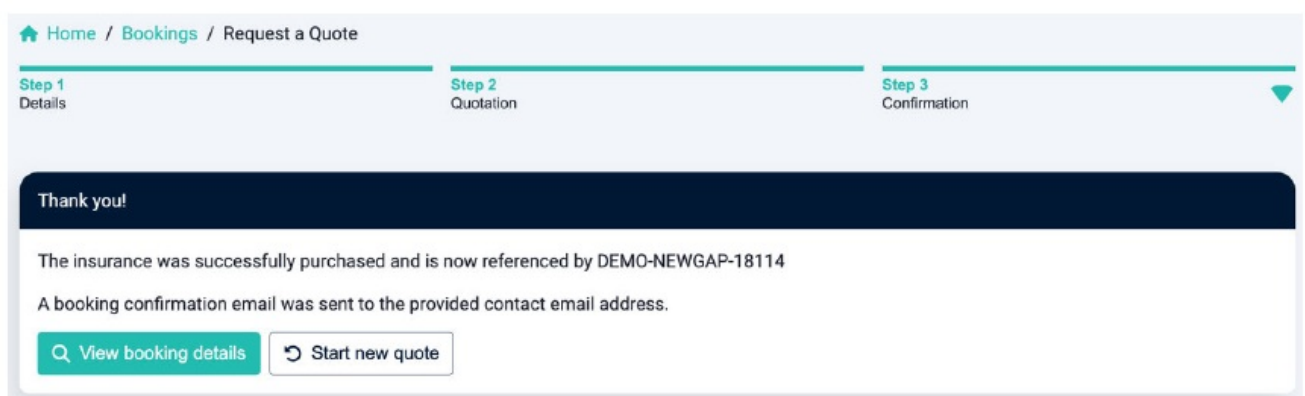 Home / Bookings / Request a Quote
Step 1
Details
Step 2
Quotation
Step 3
Confirmation
Thank you!
The insurance was successfully purchased and is now referenced by DEMO-NEWGAP-18114
A booking confirmation email was sent to the provided contact email address.
View booking details
Start new quote